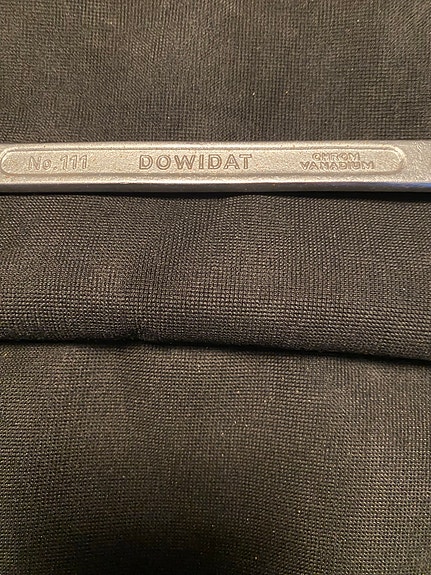 No. 111 DOWIDAT CHROM
VANADIUM